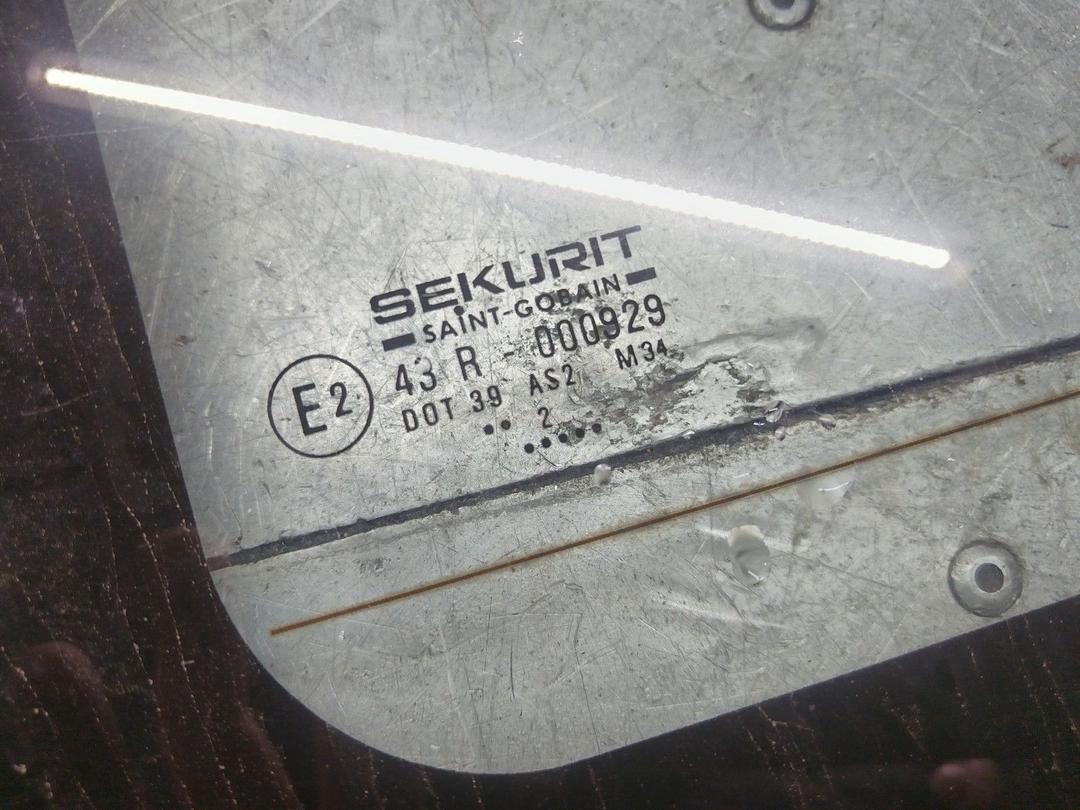 SEKURIT
SAINT-GOBAIN
E2 43 R - 000929
DOT 39 AS2 M34
2